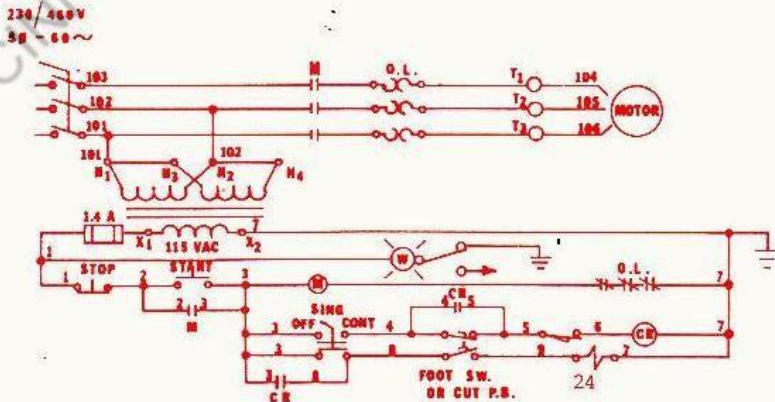 230/460V
50-60~
103 M O.L. T1 104
102 T2 105 MOTOR
101 T3 106
101 102
H1 H3 H2 H4
1.4 A
X1 115 VAC X2 7
1 W
1 STOP 2 START 3 M O.L. 7
2 3
M
CR
4 5
SING
OFF CONT
3 4 5 6 CR 7
3 8 9 7
24
3 8
CR
FOOT SW.
OR CUT P.B.